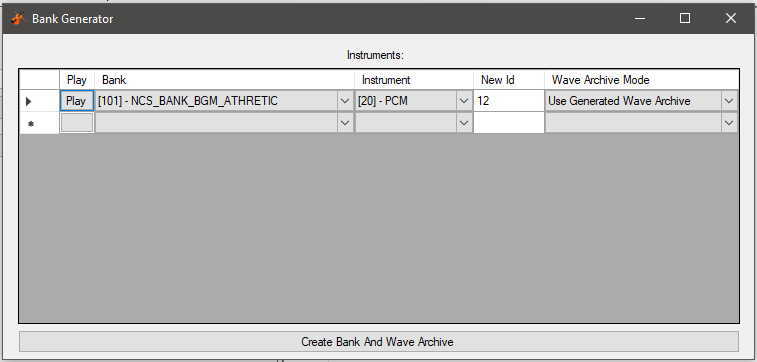 Bank Generator
Instruments:
Play Bank Instrument New Id Wave Archive Mode
Play [101] - NCS_BANK_BGM_ATHRETIC [20] - PCM 12 Use Generated Wave Archive
Create Bank And Wave Archive